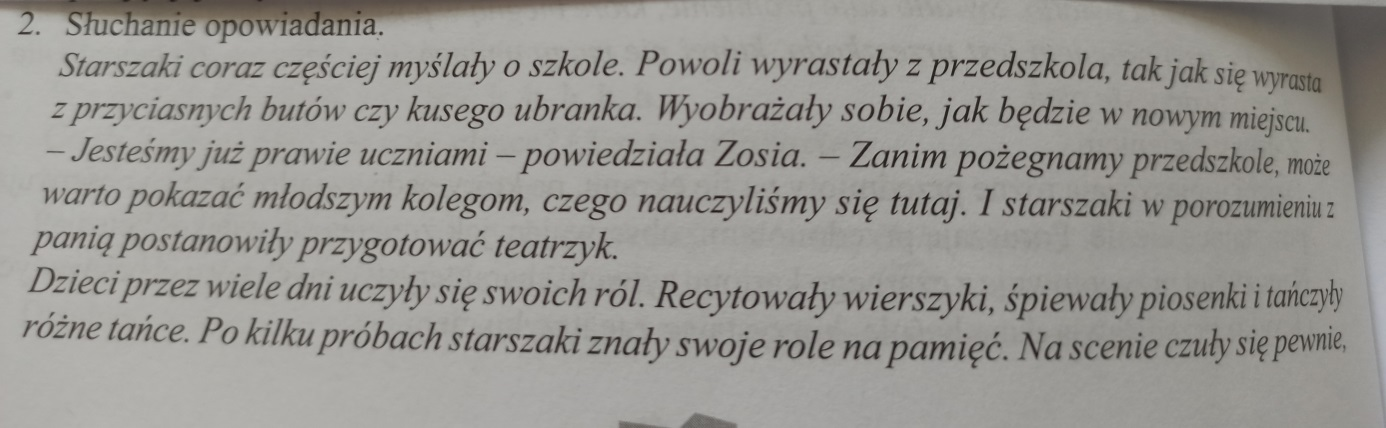 2. Słuchanie opowiadania.
Starszaki coraz częściej myślały o szkole. Powoli wyrastały z przedszkola, tak jak się wyrasta
z przyciasnych butów czy kusego ubranka. Wyobrażały sobie, jak będzie w nowym miejscu.
– Jesteśmy już prawie uczniami – powiedziała Zosia. – Zanim pożegnamy przedszkole, może
warto pokazać młodszym kolegom, czego nauczyliśmy się tutaj. I starszaki w porozumieniu z
panią postanowiły przygotować teatrzyk.
Dzieci przez wiele dni uczyły się swoich ról. Recytowały wierszyki, śpiewały piosenki i tańczyły
różne tańce. Po kilku próbach starszaki znały swoje role na pamięć. Na scenie czuły się pewnie,